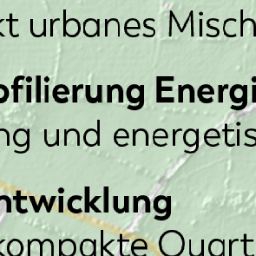 kt urbanes Misch
ofilierung Energi
ng und energetis
ntwicklung
kompakte Quart